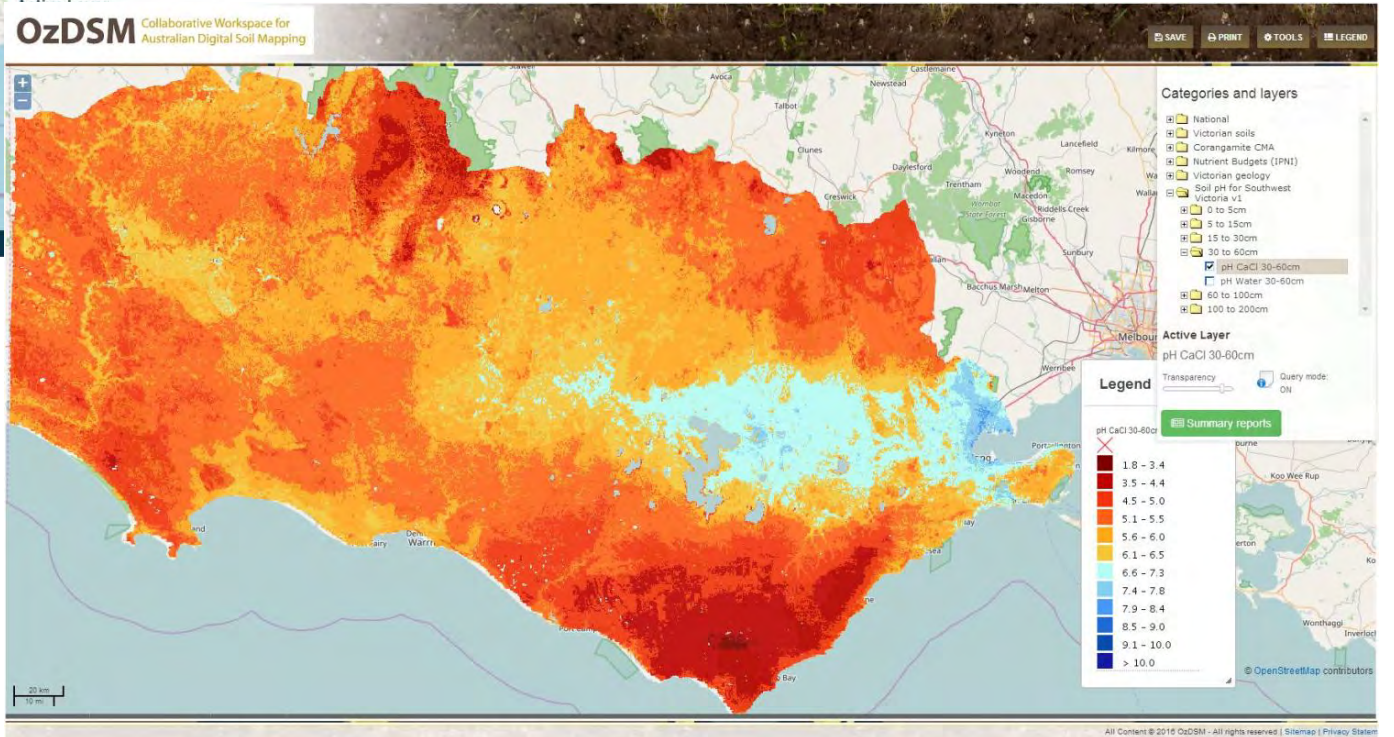 OzDSM
Collaborative Workspace for
Australian Digital Soil Mapping
SAVE
PRINT
TOOLS
LEGEND
+
−
Avoca
Castlemaine
Newstead
Talbot
Clunes
Kyneton
Lancefield
Kilmore
Daylesford
Woodend
Romsey
Creswick
Trentham
Macedon
Wombat
State Forest
Riddells Creek
Gisborne
Sunbury
Bacchus Marsh
Melton
Werribee
Koo Wee Rup
Wonthaggi
Categories and layers
National
Victorian soils
Corangamite CMA
Nutrient Budgets (IPNI)
Victorian geology
Soil pH for Southwest
Victoria v1
0 to 5cm
5 to 15cm
15 to 30cm
30 to 60cm
pH CaCl 30-60cm
pH Water 30-60cm
60 to 100cm
100 to 200cm
Active Layer
pH CaCl 30-60cm
Transparency
Query mode:
ON
Summary reports
Legend
1.8 - 3.4
3.5 - 4.4
4.5 - 5.0
5.1 - 5.5
5.6 - 6.0
6.1 - 6.5
6.6 - 7.3
7.4 - 7.8
7.9 - 8.4
8.5 - 9.0
9.1 - 10.0
> 10.0
Bay
20 km
10 mi
© OpenStreetMap contributors
All Content © 2016 OzDSM - All rights reserved | Sitemap | Privacy Statem